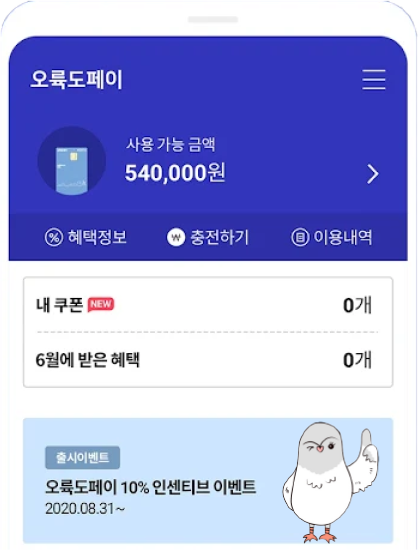 오륙도페이
사용 가능 금액
540,000원
혜택정보
₩ 충전하기
이용내역
내 쿠폰 NEW 0개
6월에 받은 혜택 0개
출시이벤트
오륙도페이 10% 인센티브 이벤트
2020.08.31~